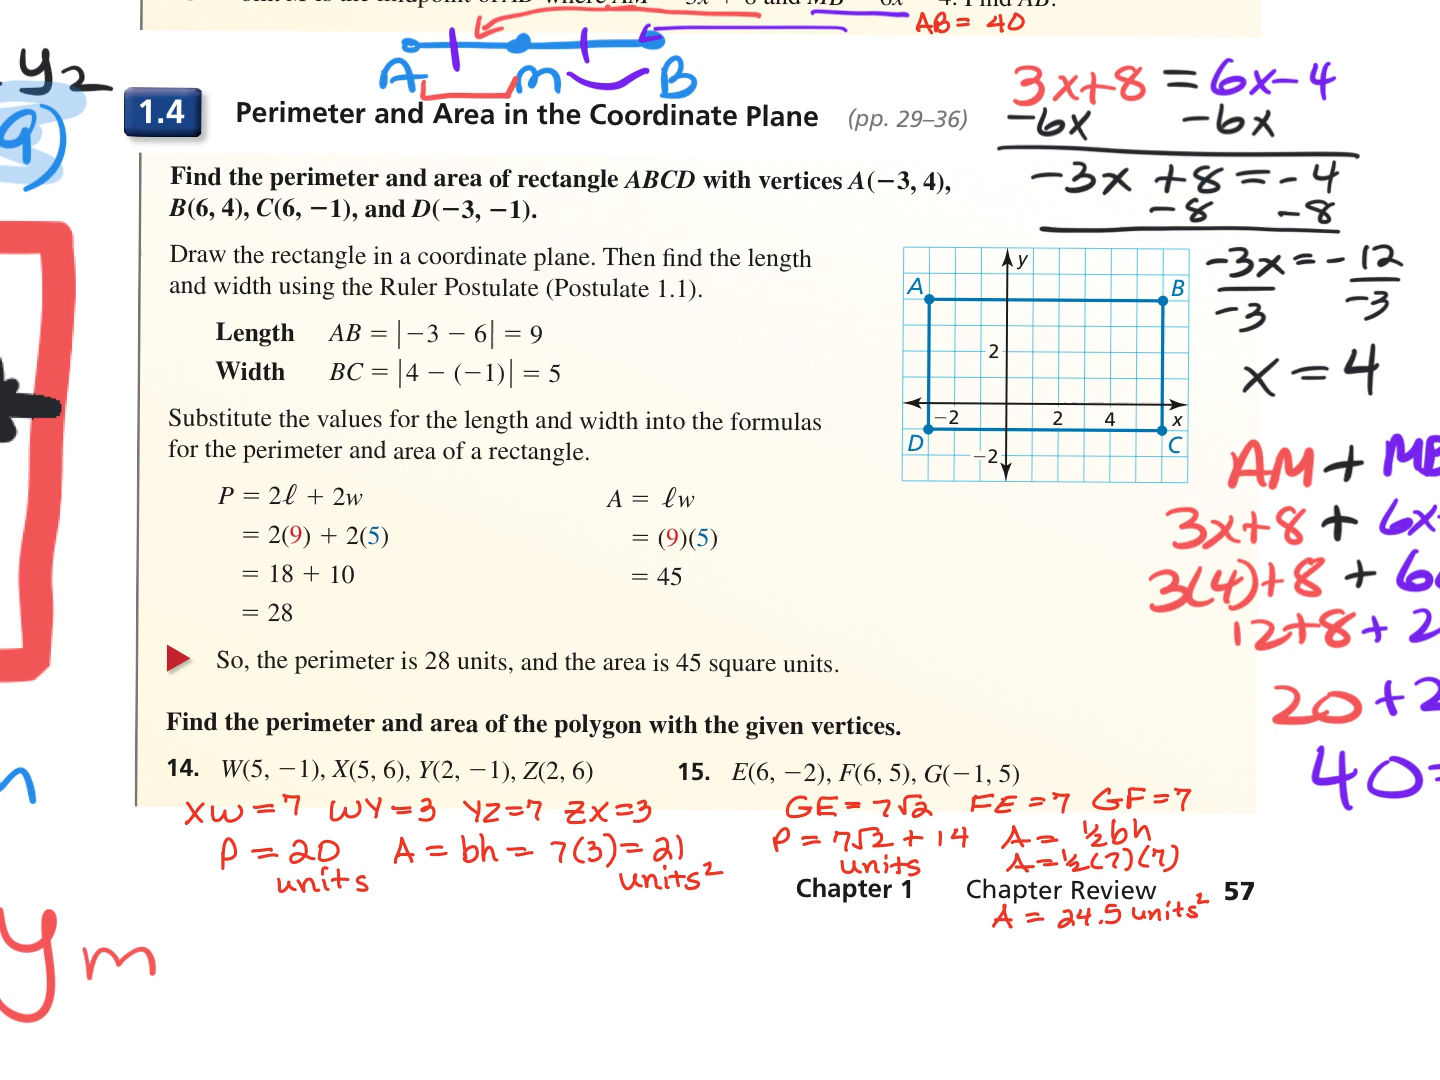 AB = 40
A m B
y2
9)
1.4 Perimeter and Area in the Coordinate Plane (pp. 29–36)
3x+8 = 6x-4
-6x -6x
-3x +8 = -4
-8 -8
-3x = -12
-3 -3
x = 4
Find the perimeter and area of rectangle ABCD with vertices A(−3, 4),
B(6, 4), C(6, −1), and D(−3, −1).
Draw the rectangle in a coordinate plane. Then find the length
and width using the Ruler Postulate (Postulate 1.1).
Length AB = |−3 − 6| = 9
Width BC = |4 − (−1)| = 5
A B y
2
−2 2 4 x
D C
−2
Substitute the values for the length and width into the formulas
for the perimeter and area of a rectangle.
P = 2ℓ + 2w A = ℓw
= 2(9) + 2(5) = (9)(5)
= 18 + 10 = 45
= 28
AM + MB
3x+8 + 6x
3(4)+8 + 6
12+8+ 2
20+2
40=
So, the perimeter is 28 units, and the area is 45 square units.
Find the perimeter and area of the polygon with the given vertices.
14. W(5, −1), X(5, 6), Y(2, −1), Z(2, 6) 15. E(6, −2), F(6, 5), G(−1, 5)
XW = 7 WY = 3 YZ=7 ZX=3
P = 20 A = bh = 7(3)= 21
units units²
GE = 7√2 FE = 7 GF = 7
P = 7√2 + 14 A = ½bh
units A=½(7)(7)
A = 24.5 units²
Chapter 1 Chapter Review 57
ym